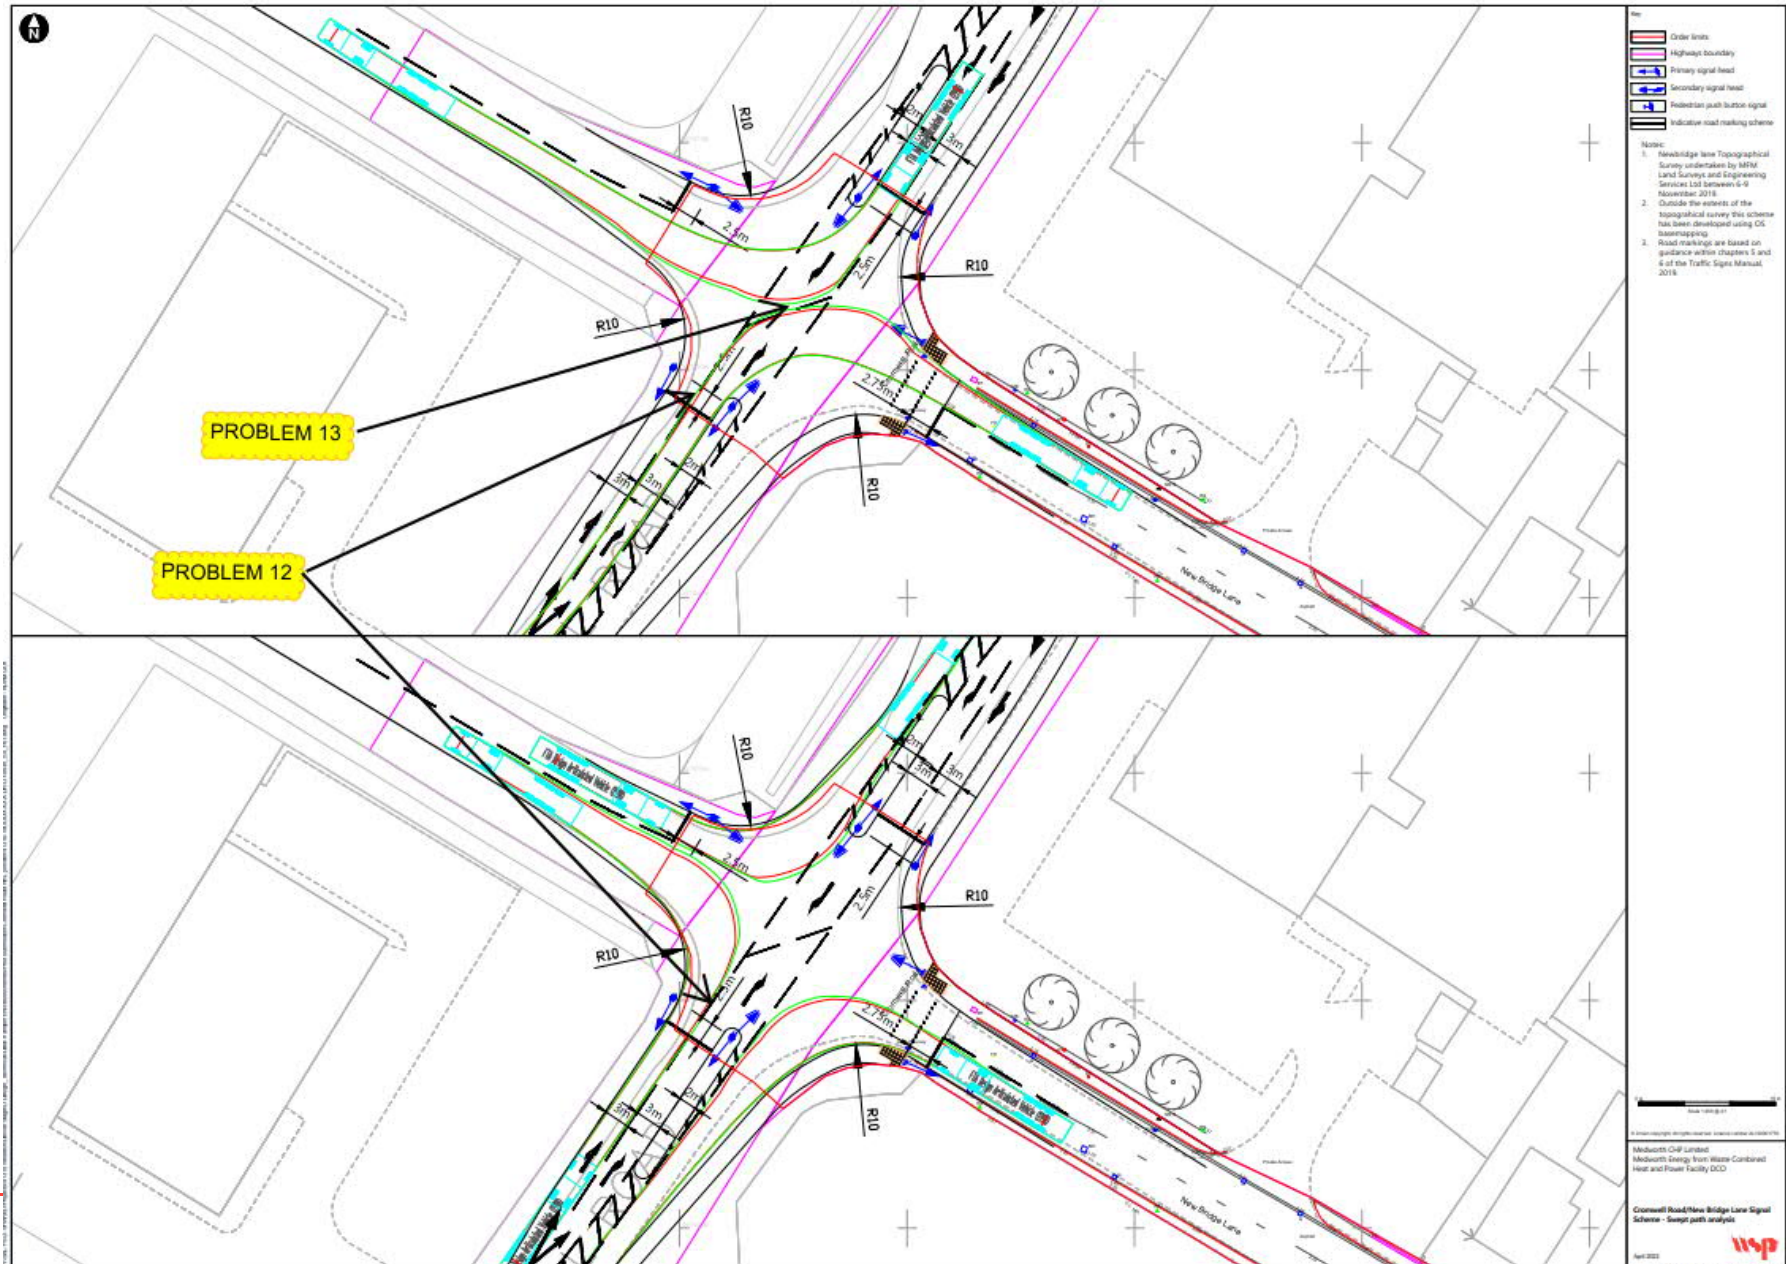 N
R10
2m
3m
3m
2.5m
2.5m
R10
R10
2.5m
2.75m
R10
2m
3m
3m
New Bridge Lane
PROBLEM 13
PROBLEM 12
R10
2m
3m
3m
2.5m
2.5m
R10
R10
2.5m
2.75m
R10
2m
3m
3m
New Bridge Lane
Key
Order limits
Highways boundary
Primary signal head
Secondary signal head
Pedestrian push button signal
Indicative road marking scheme
Notes:
1. Newbridge lane Topographical
Survey undertaken by MFM
Land Surveys and Engineering
Services Ltd between 6-9
November 2019.
2. Outside the extents of the
topograhical survey this scheme
has been developed using OS
basemapping.
3. Road markings are based on
guidance within chapters 5 and
6 of the Traffic Signs Manual,
2019.
Medworth CHP Limited
Medworth Energy from Waste Combined
Heat and Power Facility DCO
Cromwell Road/New Bridge Lane Signal
Scheme - Swept path analysis
wsp